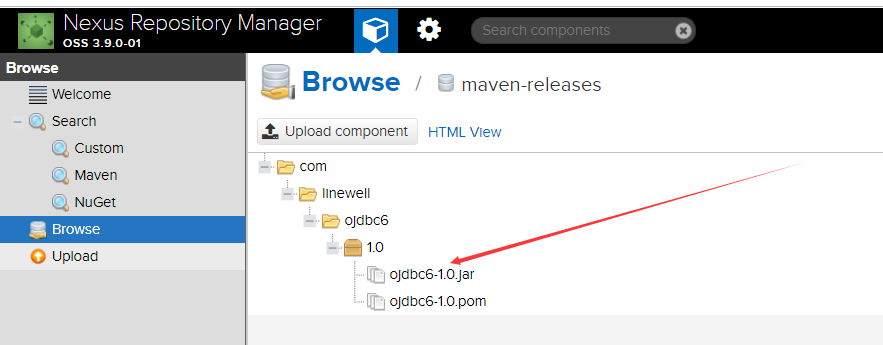 Nexus Repository Manager
OSS 3.9.0-01
Search components
Browse
Welcome
Search
Custom
Maven
NuGet
Browse
Upload
Browse / maven-releases
Upload component HTML View
com
linewell
ojdbc6
1.0
ojdbc6-1.0.jar
ojdbc6-1.0.pom